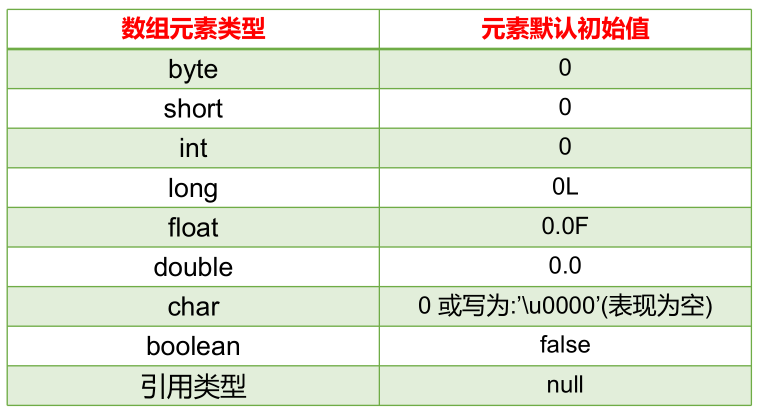 数组元素类型 元素默认初始值
byte 0
short 0
int 0
long 0L
float 0.0F
double 0.0
char 0 或写为:’\u0000’(表现为空)
boolean false
引用类型 null